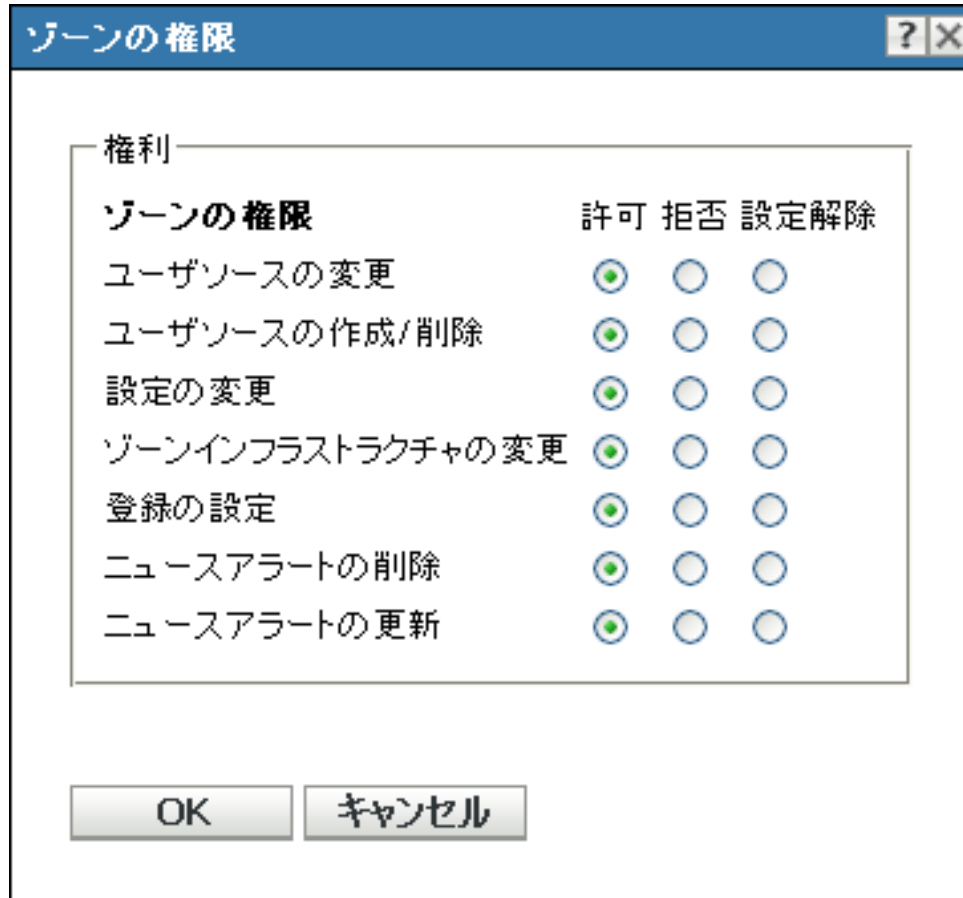 ゾーンの権限 ?
権利
ゾーンの権限 許可 拒否 設定解除
ユーザソースの変更
ユーザソースの作成/削除
設定の変更
ゾーンインフラストラクチャの変更
登録の設定
ニュースアラートの削除
ニュースアラートの更新
OK キャンセル